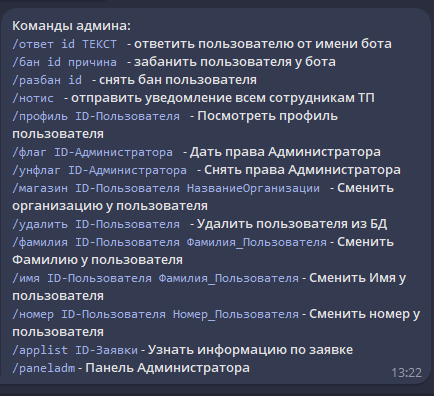 Команды админа:
/ответ id ТЕКСТ - ответить пользователю от имени бота
/бан id причина - забанить пользователя у бота
/разбан id - снять бан пользователя
/нотис - отправить уведомление всем сотрудникам ТП
/профиль ID-Пользователя - Посмотреть профиль
пользователя
/флаг ID-Администратора - Дать права Администратора
/унфлаг ID-Администратора - Снять права Администратора
/магазин ID-Пользователя НазваниеОрганизации - Сменить
организацию у пользователя
/удалить ID-Пользователя - Удалить пользователя из БД
/фамилия ID-Пользователя Фамилия_Пользователя - Сменить
Фамилию у пользователя
/имя ID-Пользователя Фамилия_Пользователя - Сменить Имя у
пользователя
/номер ID-Пользователя Номер_Пользователя - Сменить номер у
пользователя
/applist ID-Заявки - Узнать информацию по заявке
/paneladm - Панель Администратора
13:22